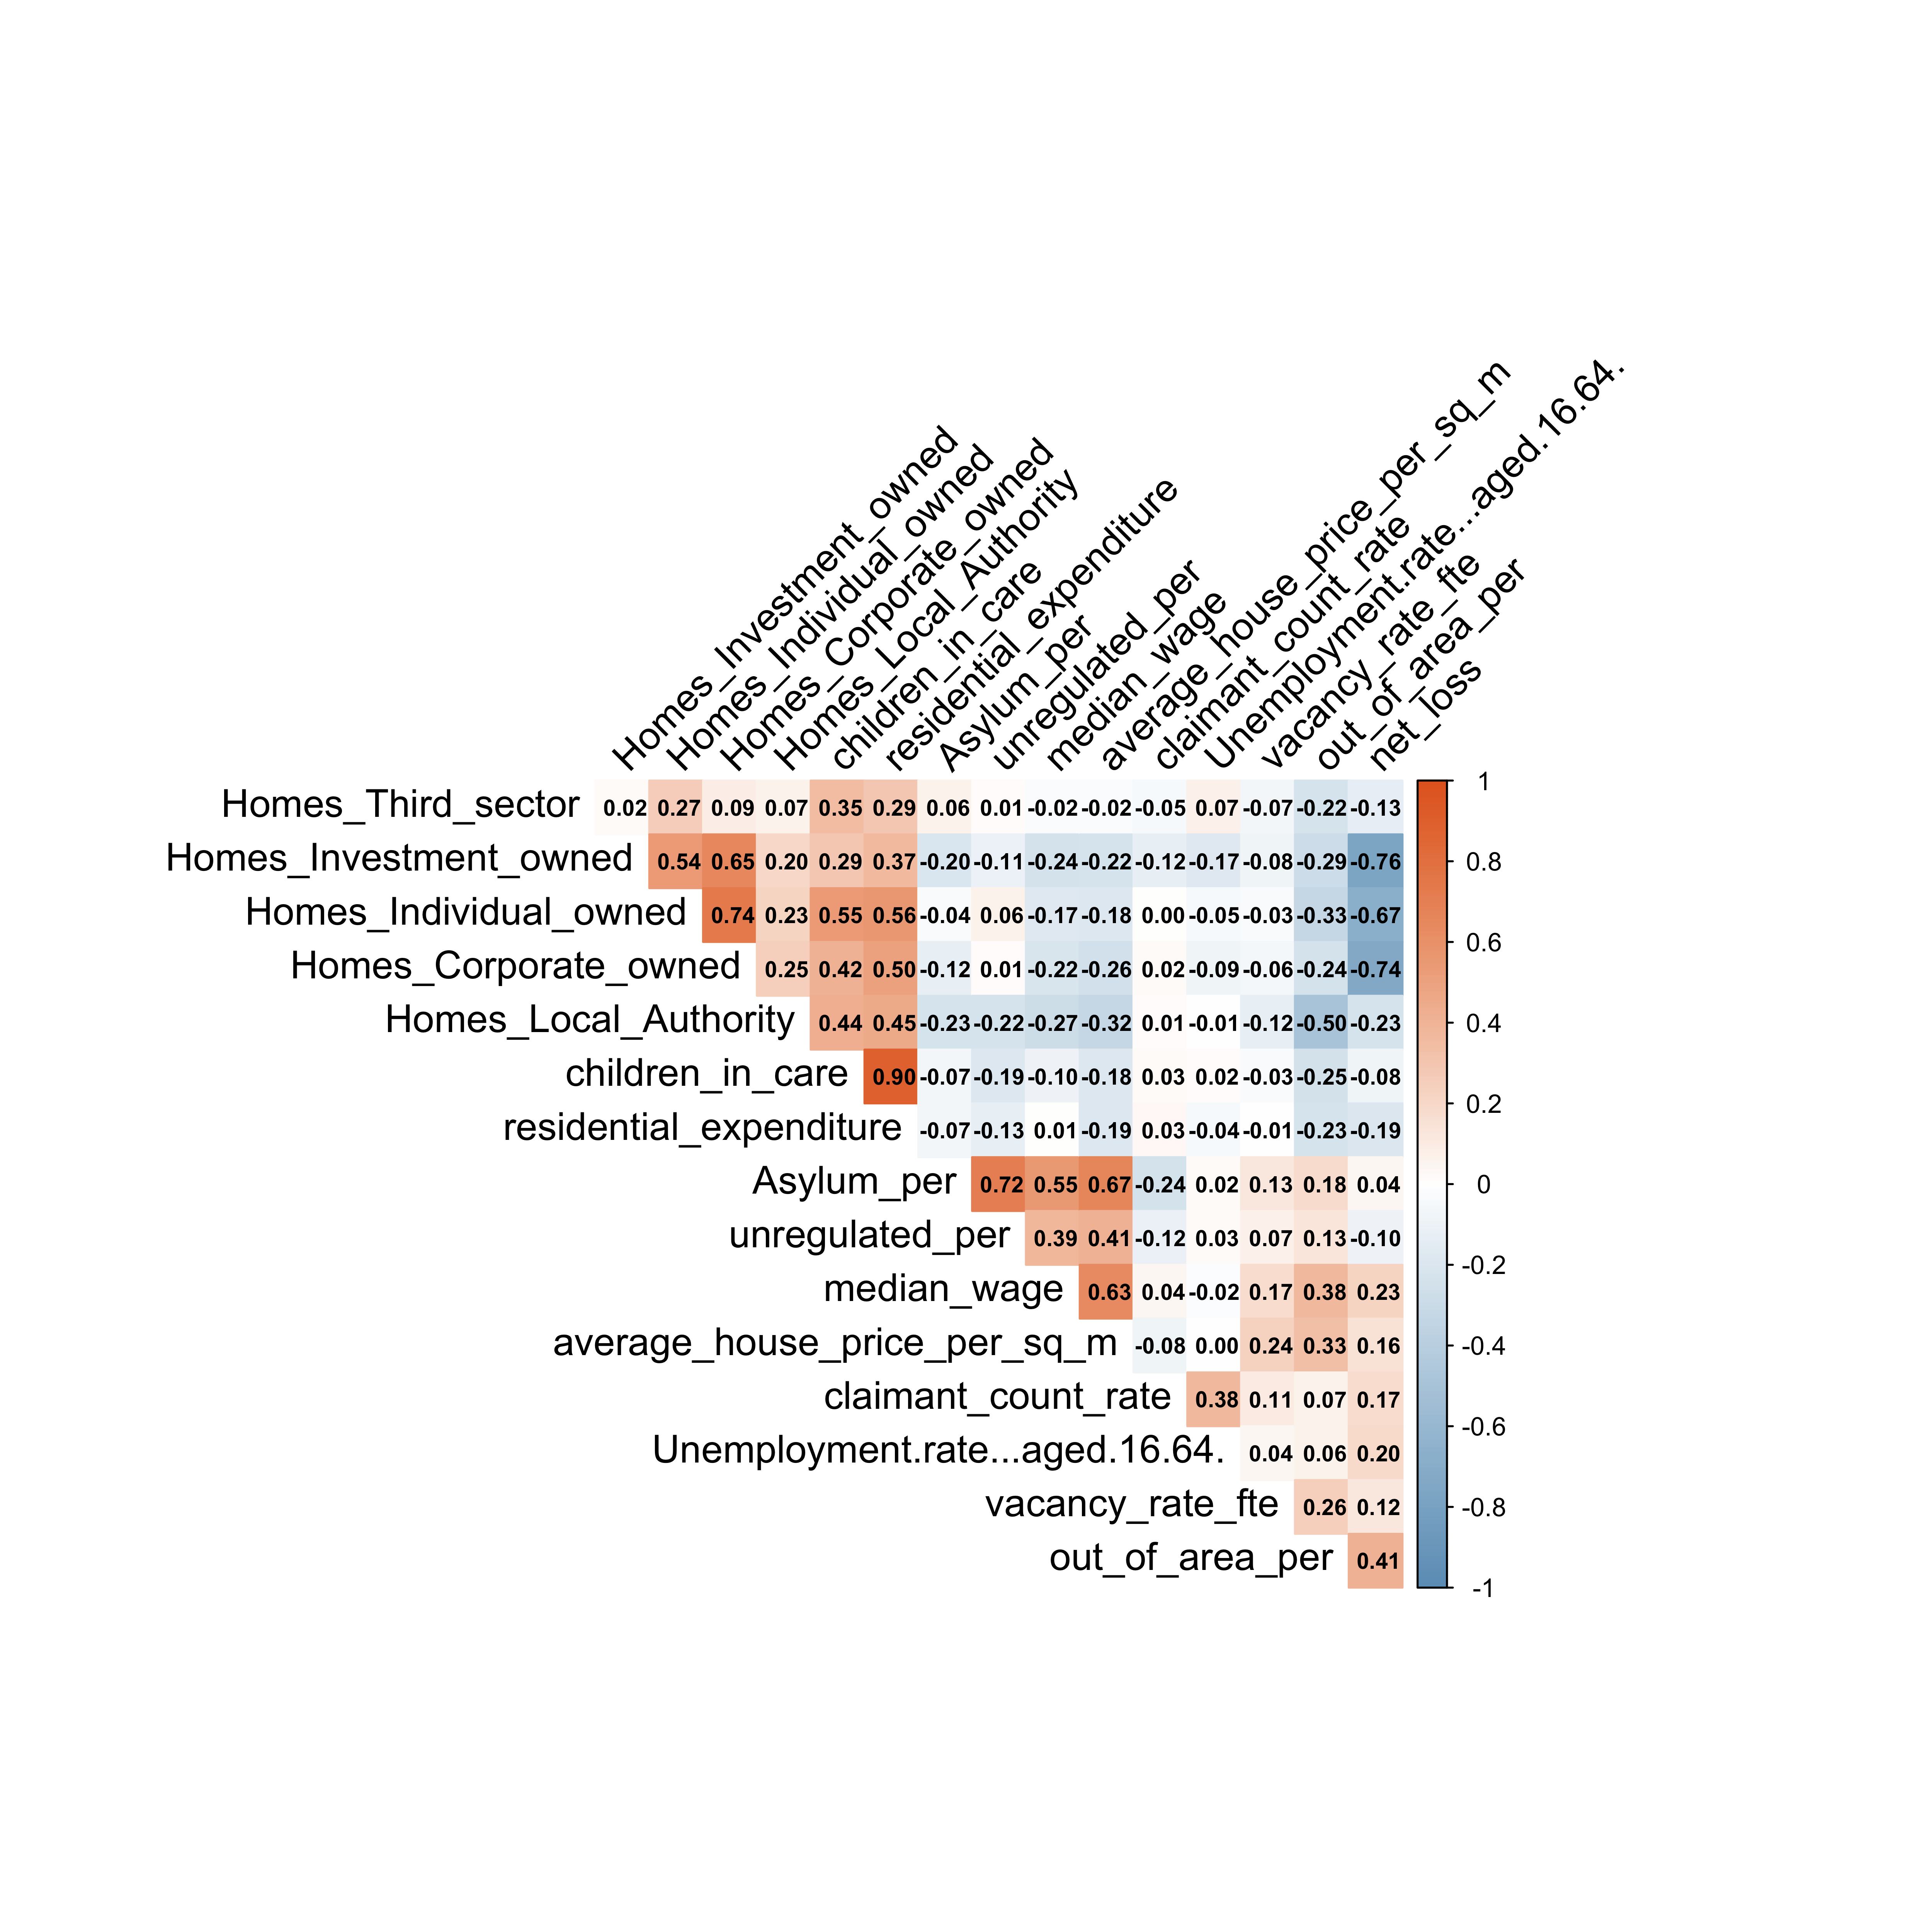 Homes_Investment_owned
Homes_Individual_owned
Homes_Corporate_owned
Homes_Local_Authority
children_in_care
residential_expenditure
Asylum_per
unregulated_per
median_wage
average_house_price_per_sq_m
claimant_count_rate
Unemployment.rate...aged.16.64.
vacancy_rate_fte
out_of_area_per
net_loss
Homes_Third_sector 0.02 0.27 0.09 0.07 0.35 0.29 0.06 0.01 -0.02 -0.02 -0.05 0.07 -0.07 -0.22 -0.13
Homes_Investment_owned 0.54 0.65 0.20 0.29 0.37 -0.20 -0.11 -0.24 -0.22 -0.12 -0.17 -0.08 -0.29 -0.76
Homes_Individual_owned 0.74 0.23 0.55 0.56 -0.04 0.06 -0.17 -0.18 0.00 -0.05 -0.03 -0.33 -0.67
Homes_Corporate_owned 0.25 0.42 0.50 -0.12 0.01 -0.22 -0.26 0.02 -0.09 -0.06 -0.24 -0.74
Homes_Local_Authority 0.44 0.45 -0.23 -0.22 -0.27 -0.32 0.01 -0.01 -0.12 -0.50 -0.23
children_in_care 0.90 -0.07 -0.19 -0.10 -0.18 0.03 0.02 -0.03 -0.25 -0.08
residential_expenditure -0.07 -0.13 0.01 -0.19 0.03 -0.04 -0.01 -0.23 -0.19
Asylum_per 0.72 0.55 0.67 -0.24 0.02 0.13 0.18 0.04
unregulated_per 0.39 0.41 -0.12 0.03 0.07 0.13 -0.10
median_wage 0.63 0.04 -0.02 0.17 0.38 0.23
average_house_price_per_sq_m -0.08 0.00 0.24 0.33 0.16
claimant_count_rate 0.38 0.11 0.07 0.17
Unemployment.rate...aged.16.64. 0.04 0.06 0.20
vacancy_rate_fte 0.26 0.12
out_of_area_per 0.41
1
0.8
0.6
0.4
0.2
0
-0.2
-0.4
-0.6
-0.8
-1